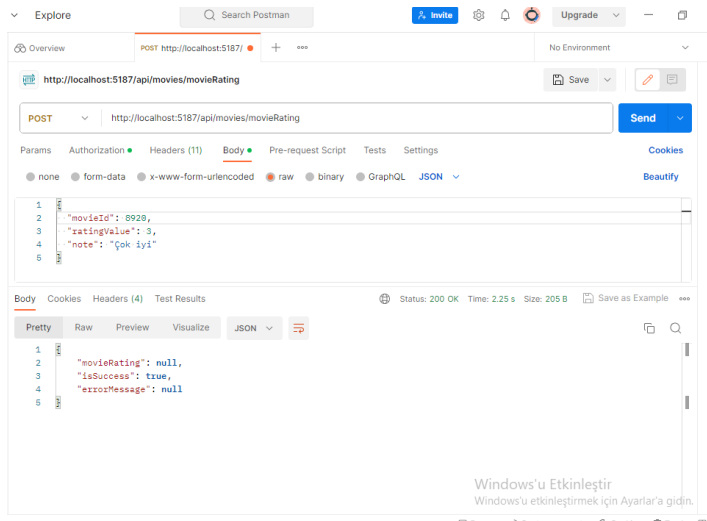 Explore
Search Postman
Invite
Upgrade
Overview
POST http://localhost:5187/
No Environment
http://localhost:5187/api/movies/movieRating
Save
POST http://localhost:5187/api/movies/movieRating
Send
Params Authorization Headers (11) Body Pre-request Script Tests Settings Cookies
none form-data x-www-form-urlencoded raw binary GraphQL JSON Beautify
1 {
2 "movieId": 8920,
3 "ratingValue": 3,
4 "note": "Çok iyi"
5 }
Body Cookies Headers (4) Test Results Status: 200 OK Time: 2.25 s Size: 205 B Save as Example
Pretty Raw Preview Visualize JSON
1 {
2 "movieRating": null,
3 "isSuccess": true,
4 "errorMessage": null
5 }
Windows'u Etkinleştir
Windows'u etkinleştirmek için Ayarlar'a gidin.